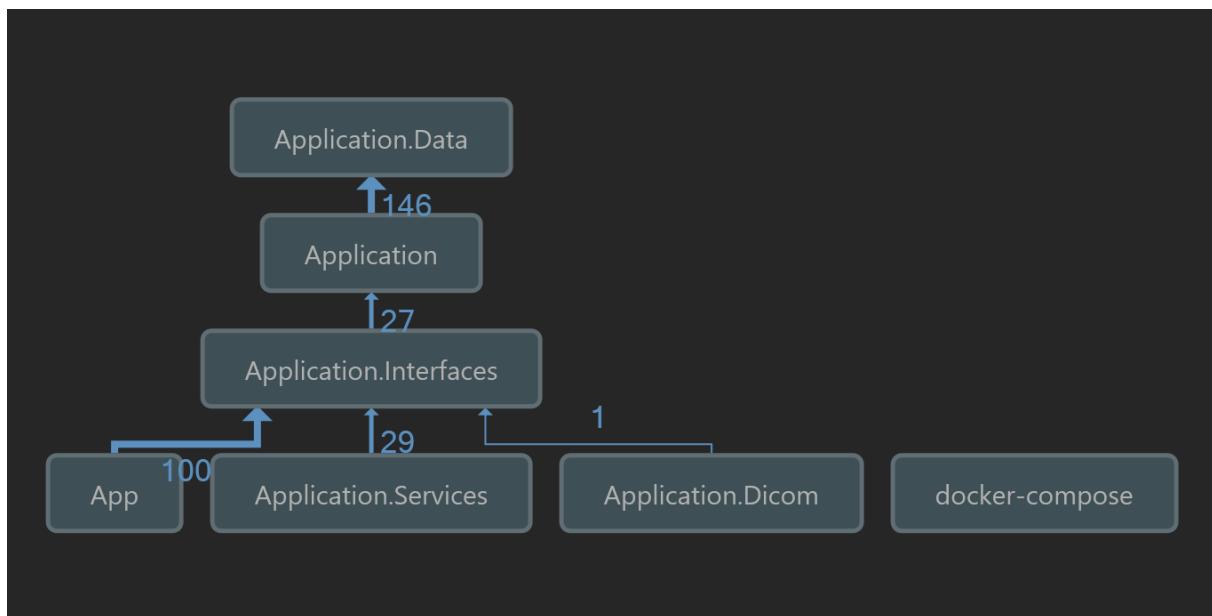 Application.Data
146
Application
27
Application.Interfaces
1
29
100
App
Application.Services
Application.Dicom
docker-compose